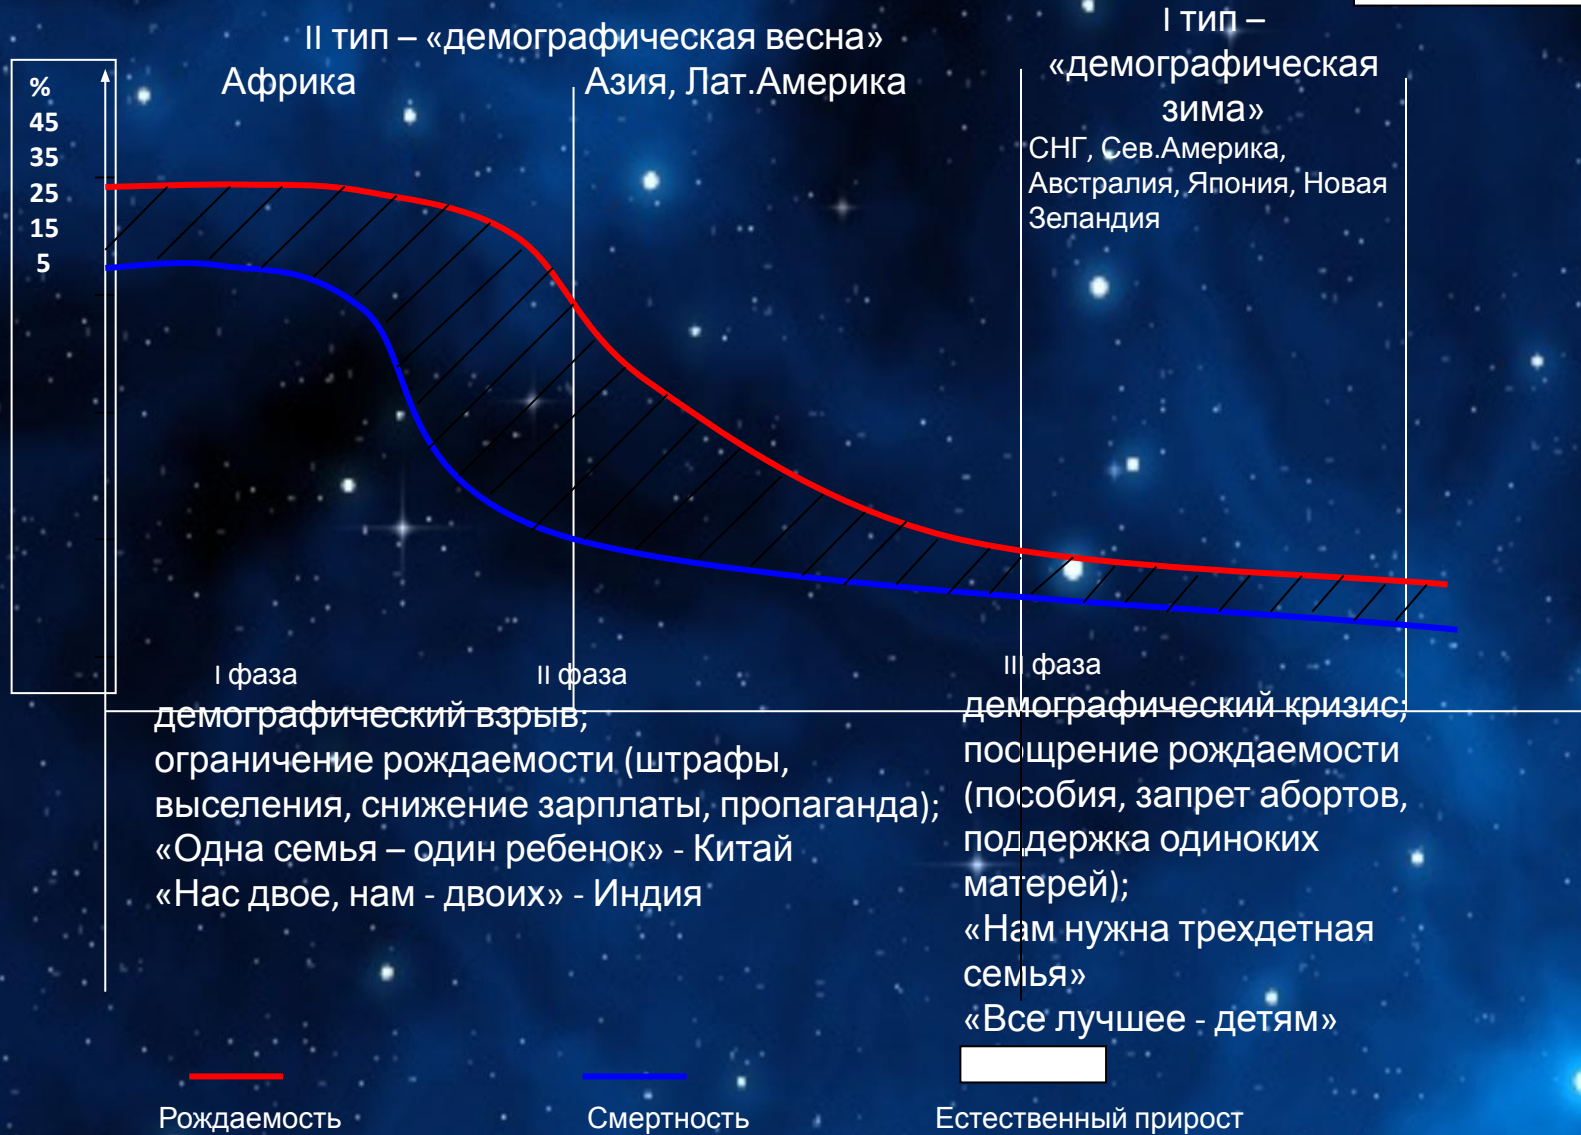 II тип – «демографическая весна»
Африка
Азия, Лат.Америка
I тип –
«демографическая
зима»
СНГ, Сев.Америка,
Австралия, Япония, Новая
Зеландия
%
45
35
25
15
5
I фаза
II фаза
III фаза
демографический взрыв;
ограничение рождаемости (штрафы,
выселения, снижение зарплаты, пропаганда);
«Одна семья – один ребенок» - Китай
«Нас двое, нам - двоих» - Индия
демографический кризис;
поощрение рождаемости
(пособия, запрет абортов,
поддержка одиноких
матерей);
«Нам нужна трехдетная
семья»
«Все лучшее - детям»
Рождаемость
Смертность
Естественный прирост